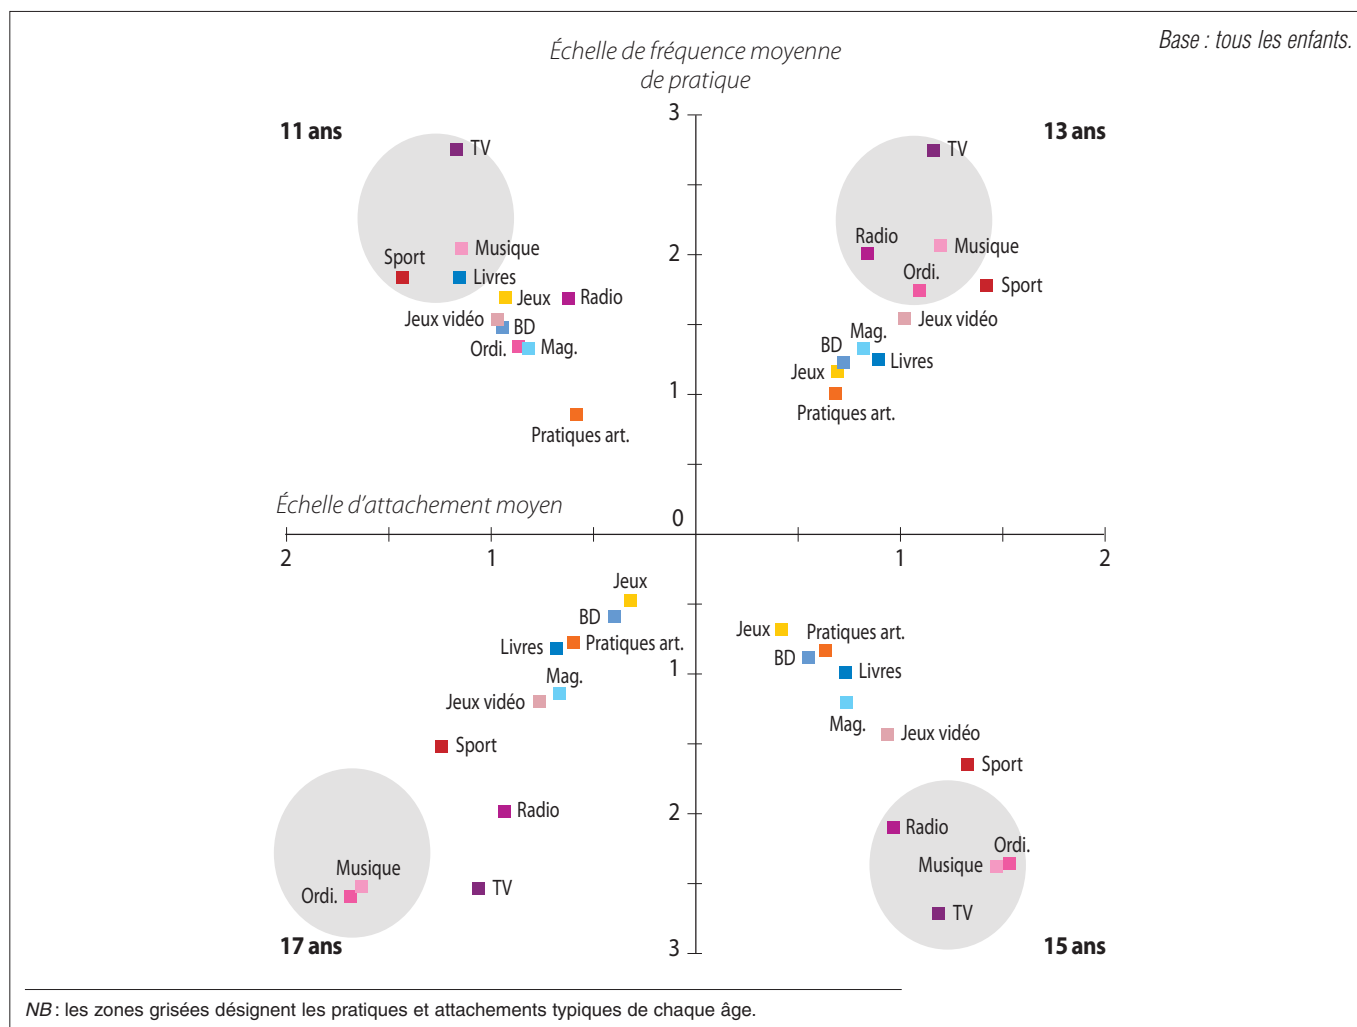 Base : tous les enfants.
Échelle de fréquence moyenne
de pratique
11 ans
3
13 ans
TV
TV
Sport
Musique
2
Radio
Musique
Livres
Ordi.
Sport
Jeux
Radio
Jeux vidéo
Jeux vidéo
BD
Mag.
Ordi.
Mag.
BD
Livres
Jeux
1
Pratiques art.
Pratiques art.
Échelle d'attachement moyen
0
2
1
1
2
Jeux
BD
Jeux
Pratiques art.
Livres
Pratiques art.
BD
Livres
Mag.
1
Jeux vidéo
Mag.
Jeux vidéo
Sport
Sport
Radio
2
Radio
Ordi.
Musique
Musique
Ordi.
TV
TV
17 ans
3
15 ans
NB : les zones grisées désignent les pratiques et attachements typiques de chaque âge.